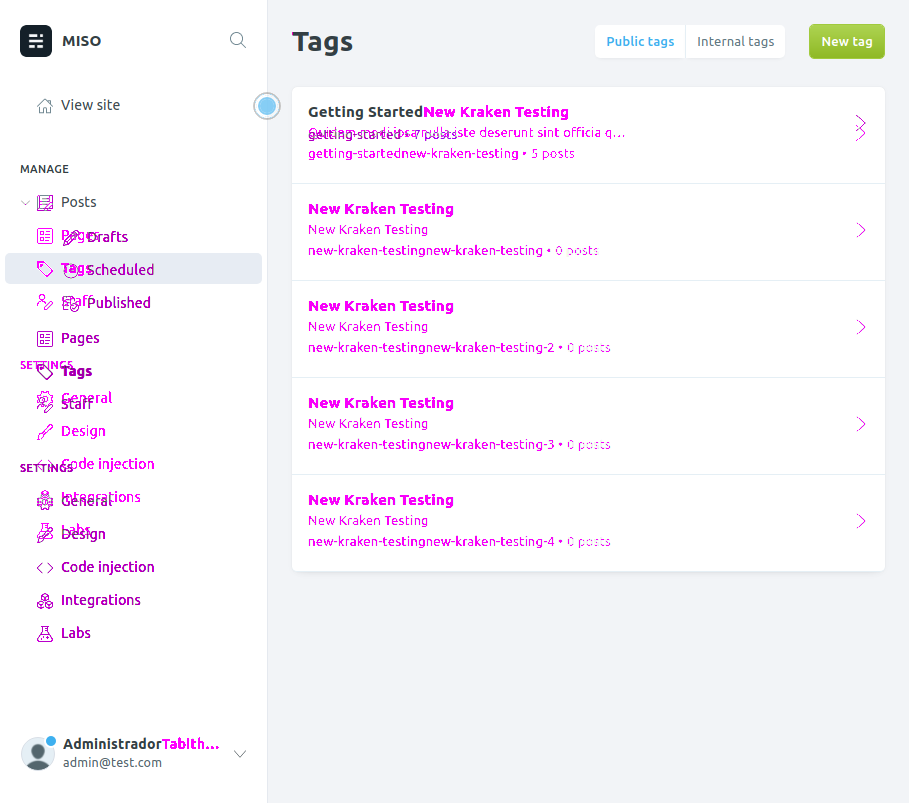 MISO
View site
MANAGE
Posts
Pages
Drafts
Tags
Scheduled
Staff
Published
Pages
SETTINGS
Tags
General
Staff
Design
Code injection
SETTINGS
Integrations
General
Labs
Design
Code injection
Integrations
Labs
AdministradorTabith...
admin@test.com
Tags
Public tags
Internal tags
New tag
Getting StartedNew Kraken Testing
iste deserunt sint officia q...
getting-started • 7 posts
getting-startednew-kraken-testing • 5 posts
New Kraken Testing
New Kraken Testing
new-kraken-testingnew-kraken-testing • 0 posts
New Kraken Testing
New Kraken Testing
new-kraken-testingnew-kraken-testing-2 • 0 posts
New Kraken Testing
New Kraken Testing
new-kraken-testingnew-kraken-testing-3 • 0 posts
New Kraken Testing
New Kraken Testing
new-kraken-testingnew-kraken-testing-4 • 0 posts